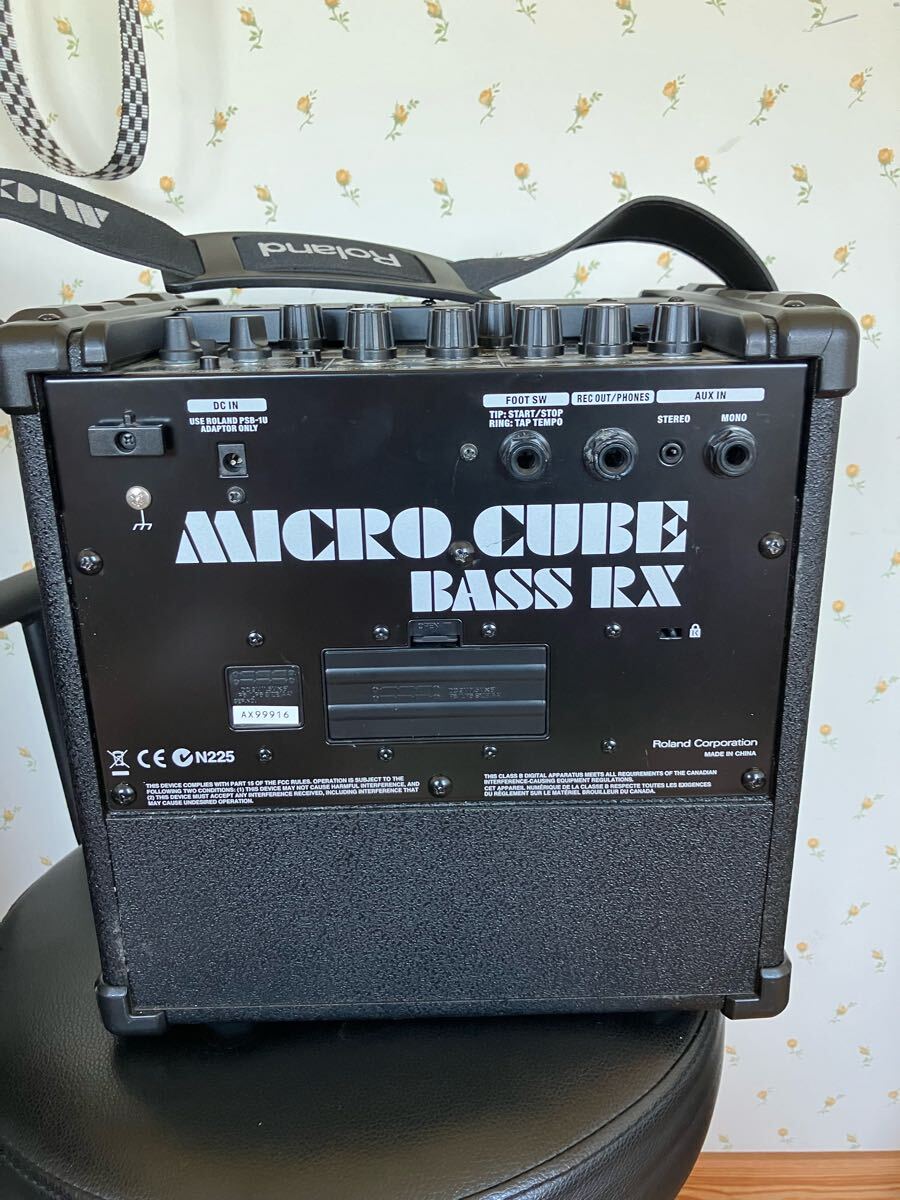 MIC
Roland
DC IN
USE ROLAND PSB-1U
ADAPTOR ONLY
FOOT SW
TIP: START/STOP
RING: TAP TEMPO
REC OUT/PHONES
AUX IN
STEREO
MONO
MICRO CUBE
BASS RX
OPEN
AX99916
CE N225
Roland Corporation
MADE IN CHINA
THIS DEVICE COMPLIES WITH PART 15 OF THE FCC RULES. OPERATION IS SUBJECT TO THE
FOLLOWING TWO CONDITIONS: (1) THIS DEVICE MAY NOT CAUSE HARMFUL INTERFERENCE, AND
(2) THIS DEVICE MUST ACCEPT ANY INTERFERENCE RECEIVED, INCLUDING INTERFERENCE THAT
MAY CAUSE UNDESIRED OPERATION.
THIS CLASS B DIGITAL APPARATUS MEETS ALL REQUIREMENTS OF THE CANADIAN
INTERFERENCE-CAUSING EQUIPMENT REGULATIONS.
CET APPAREIL NUMÉRIQUE DE LA CLASSE B RESPECTE TOUTES LES EXIGENCES
DU RÉGLEMENT SUR LE MATÉRIEL BROUILLEUR DU CANADA.